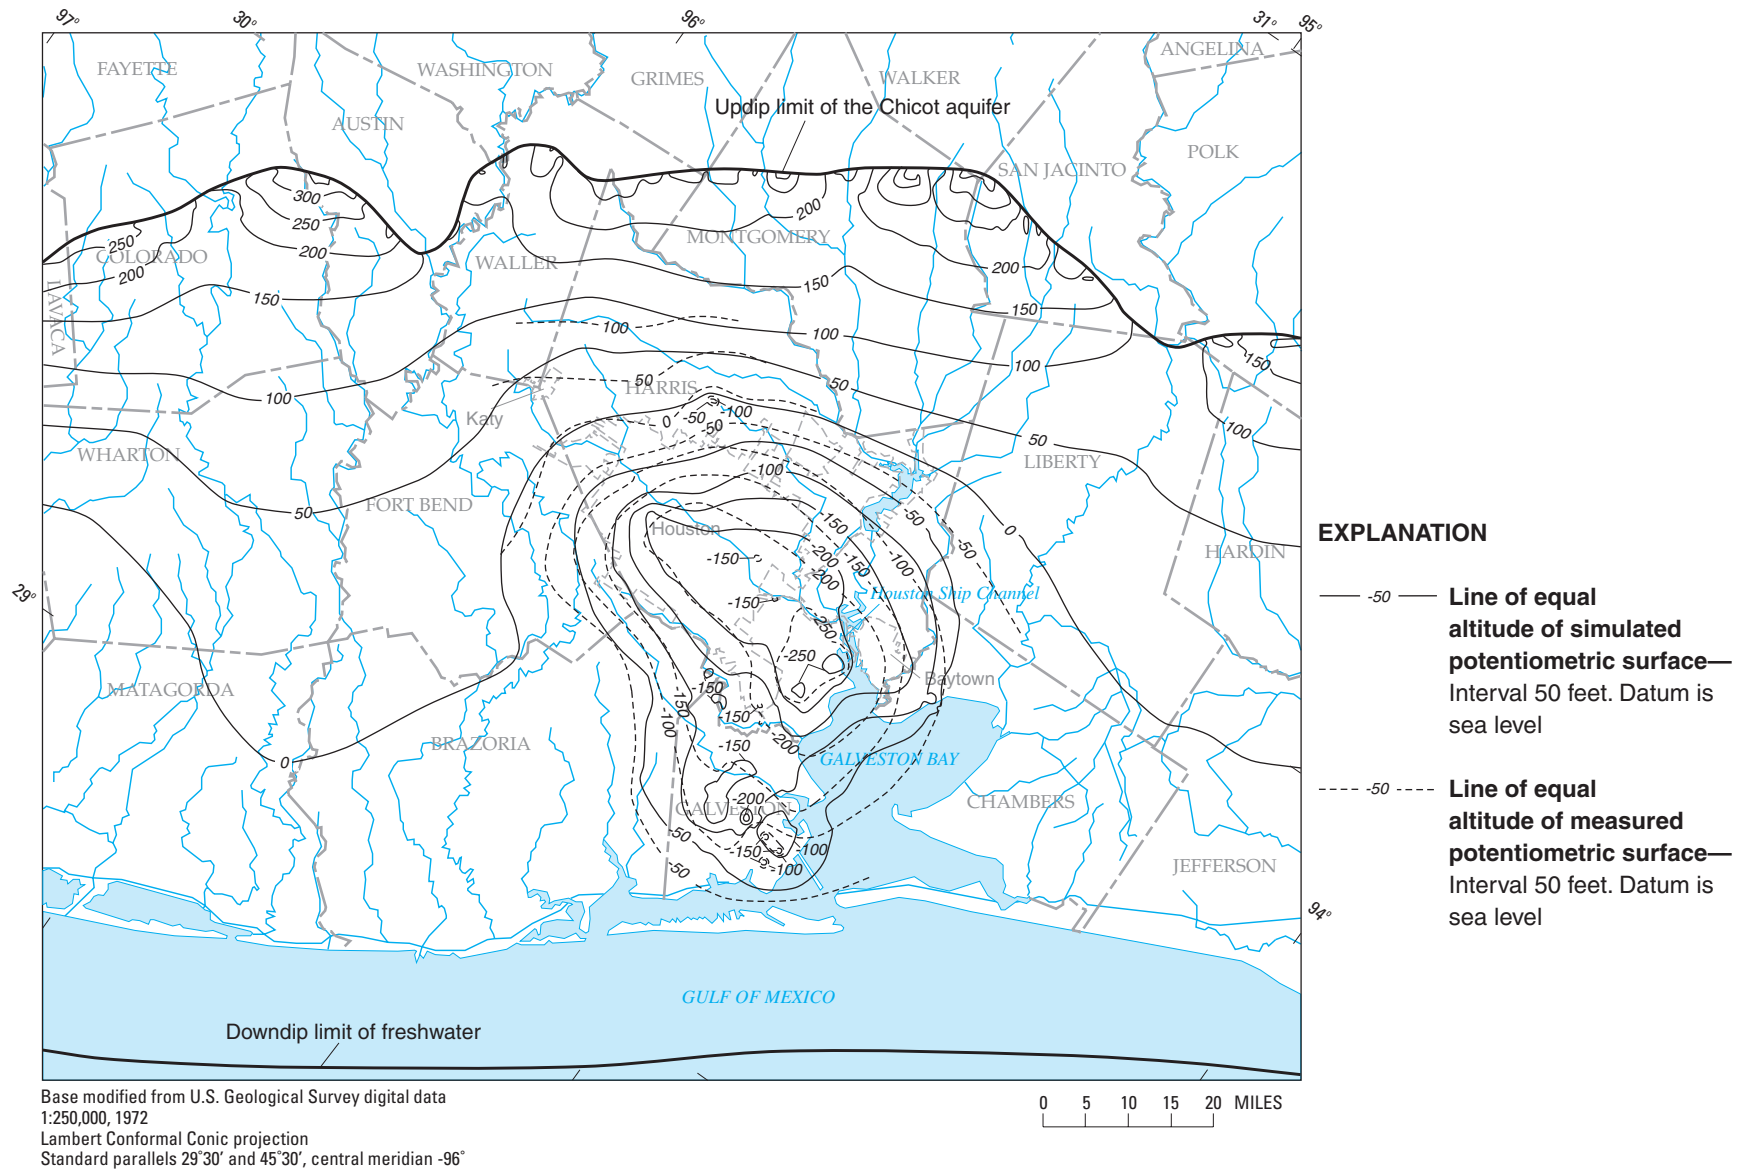 97° 30° 96° 31° 95°
FAYETTE
WASHINGTON
GRIMES
WALKER
ANGELINA
Updip limit of the Chicot aquifer
AUSTIN
POLK
SAN JACINTO
300
250
200
250
COLORADO
200
150
LAVACA
WALLER
200
MONTGOMERY
150
200
150
100
100
100
150
50
HARRIS
50
100
Katy
0
-50
-100
-50
100
50
WHARTON
LIBERTY
-100
50
FORT BEND
Houston
-150
-50
0
HARDIN
-200
-150
-100
-50
-150
-200
29°
-150
Houston Ship Channel
-250
-250
Baytown
MATAGORDA
-150
-150
-100
-150
-200
BRAZORIA
-150
0
GALVESTON BAY
-200
GALVESTON
CHAMBERS
-50
-150
-100
-50
-100
JEFFERSON
94°
GULF OF MEXICO
Downdip limit of freshwater
EXPLANATION
-50
Line of equal
altitude of simulated
potentiometric surface—
Interval 50 feet. Datum is
sea level
-50
Line of equal
altitude of measured
potentiometric surface—
Interval 50 feet. Datum is
sea level
Base modified from U.S. Geological Survey digital data
1:250,000, 1972
Lambert Conformal Conic projection
Standard parallels 29°30′ and 45°30′, central meridian -96°
0 5 10 15 20 MILES